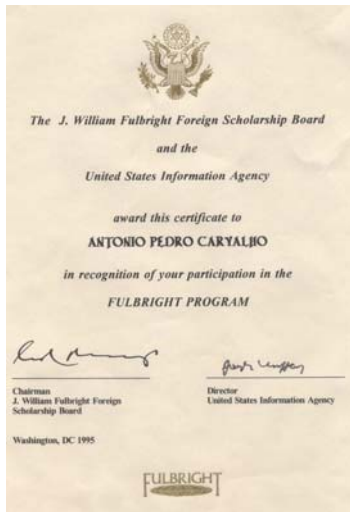 The J. William Fulbright Foreign Scholarship Board
and the
United States Information Agency
award this certificate to
ANTONIO PEDRO CARVALHO
in recognition of your participation in the
FULBRIGHT PROGRAM
Chairman
J. William Fulbright Foreign
Scholarship Board
Director
United States Information Agency
Washington, DC 1995
FULBRIGHT